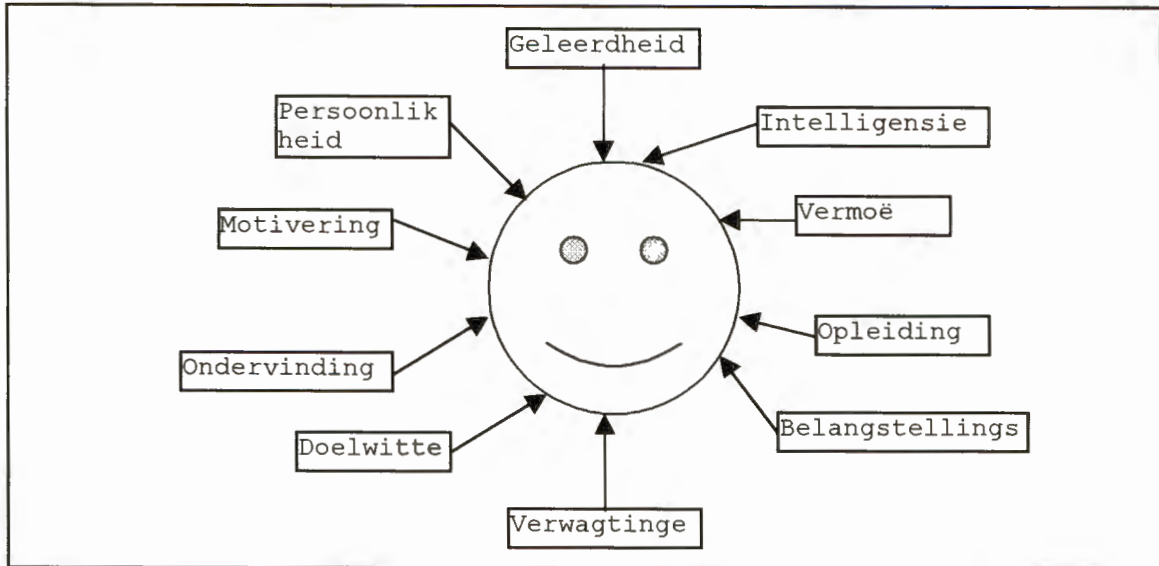 Geleerdheid
Persoonlik
heid
Intelligensie
Motivering
Vermoë
Ondervinding
Opleiding
Doelwitte
Belangstellings
Verwagtinge